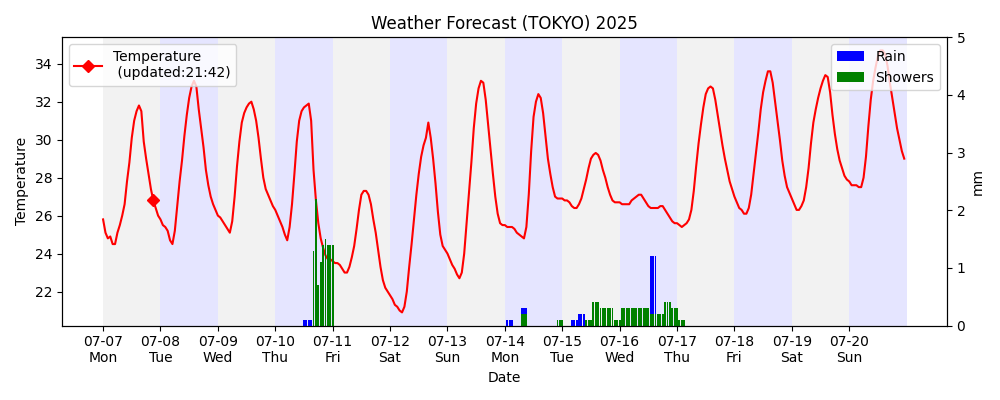 Weather Forecast (TOKYO) 2025
Temperature
(updated:21:42)
Rain
Showers
Temperature
34
32
30
28
26
24
22
5
4
3
2
1
0
mm
07-07 07-08 07-09 07-10 07-11 07-12 07-13 07-14 07-15 07-16 07-17 07-18 07-19 07-20
Mon Tue Wed Thu Fri Sat Sun Mon Tue Wed Thu Fri Sat Sun
Date